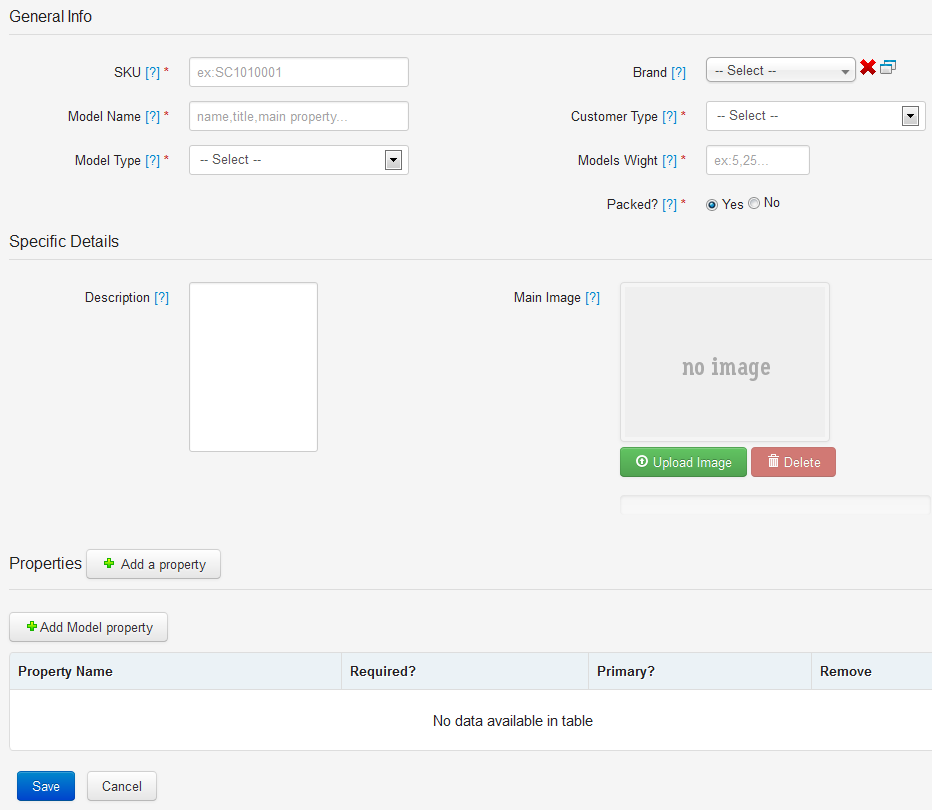 General Info
SKU [?] * ex:SC1010001
Brand [?] -- Select --
Model Name [?] * name,title,main property...
Customer Type [?] * -- Select --
Model Type [?] * -- Select --
Models Wight [?] * ex:5,25...
Packed? [?] * Yes No
Specific Details
Description [?]
Main Image [?]
no image
Upload Image Delete
Properties Add a property
Add Model property
Property Name Required? Primary? Remove
No data available in table
Save Cancel